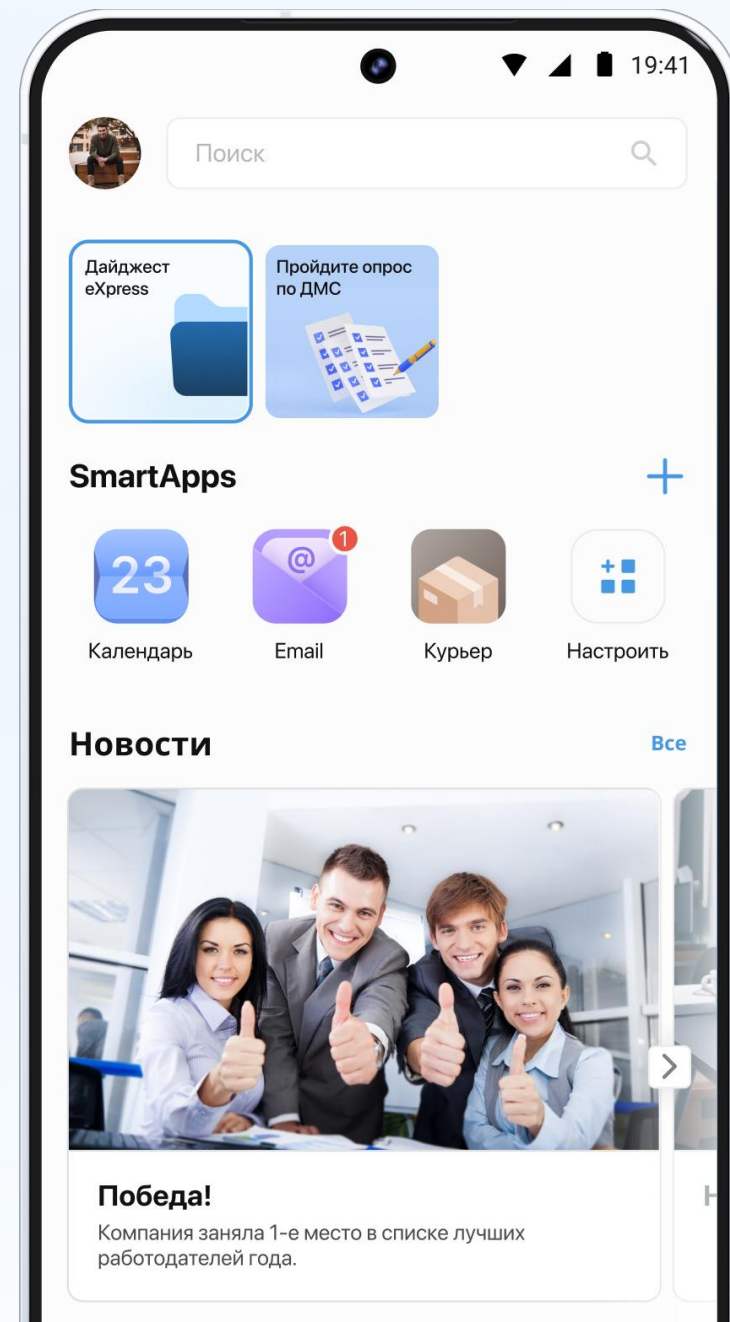 19:41
Поиск
Дайджест
eXpress
Пройдите опрос
по ДМС
SmartApps
23
@
1
Календарь
Email
Курьер
Настроить
Новости
Все
Победа!
Компания заняла 1-е место в списке лучших
работодателей года.